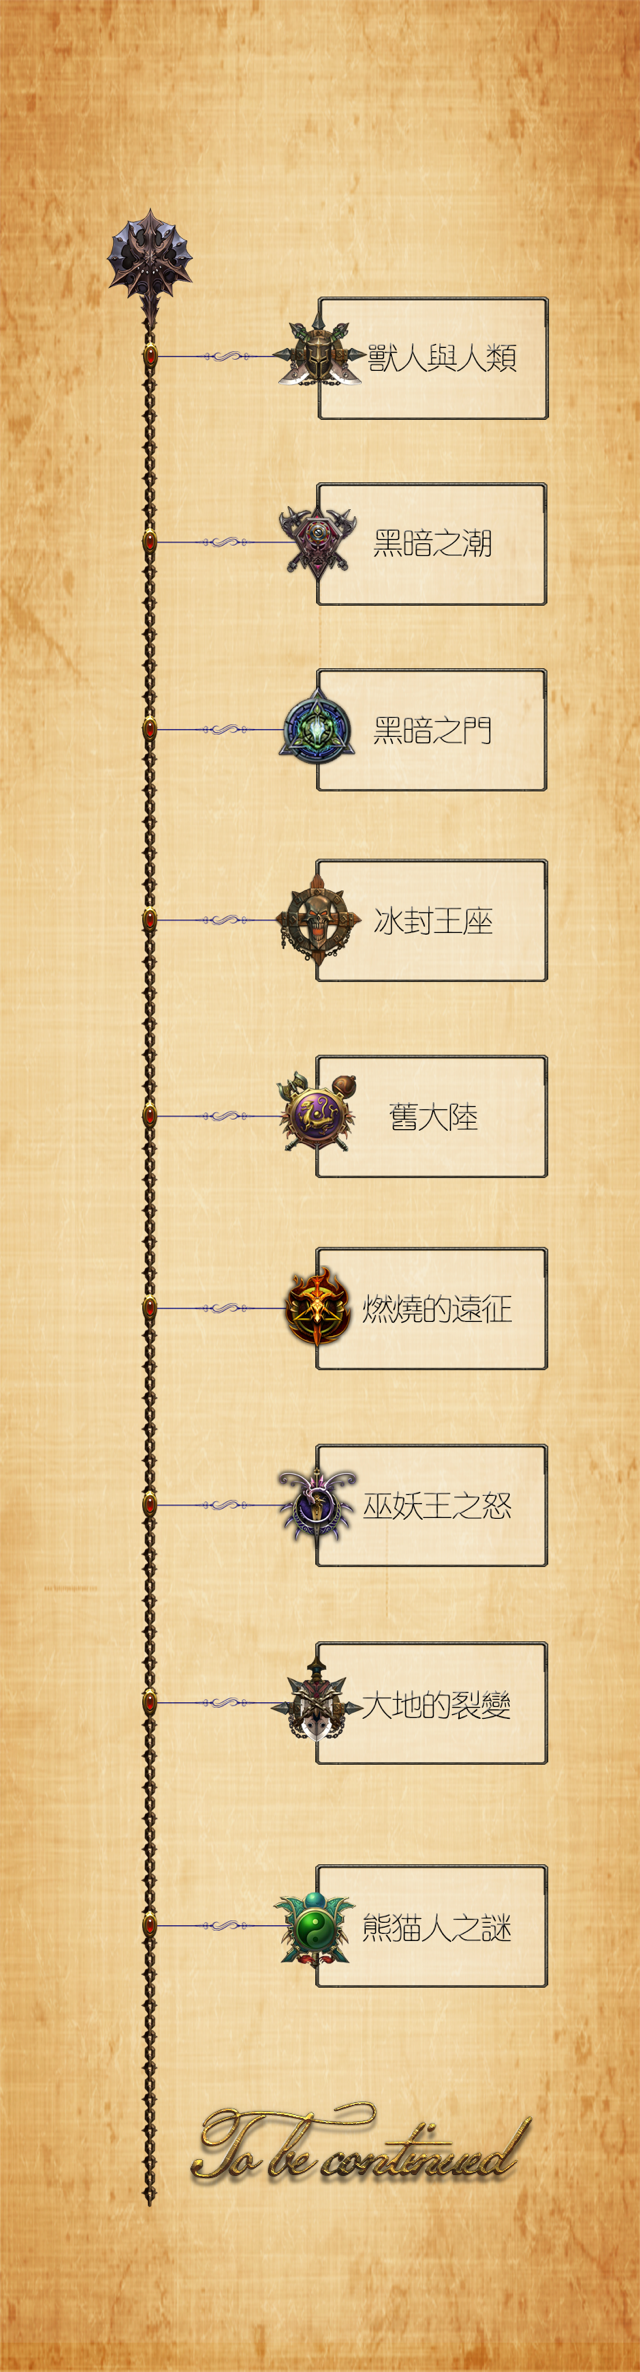 獸人與人類
黑暗之潮
黑暗之門
冰封王座
舊大陸
燃燒的遠征
巫妖王之怒
大地的裂變
熊猫人之謎
To be continued